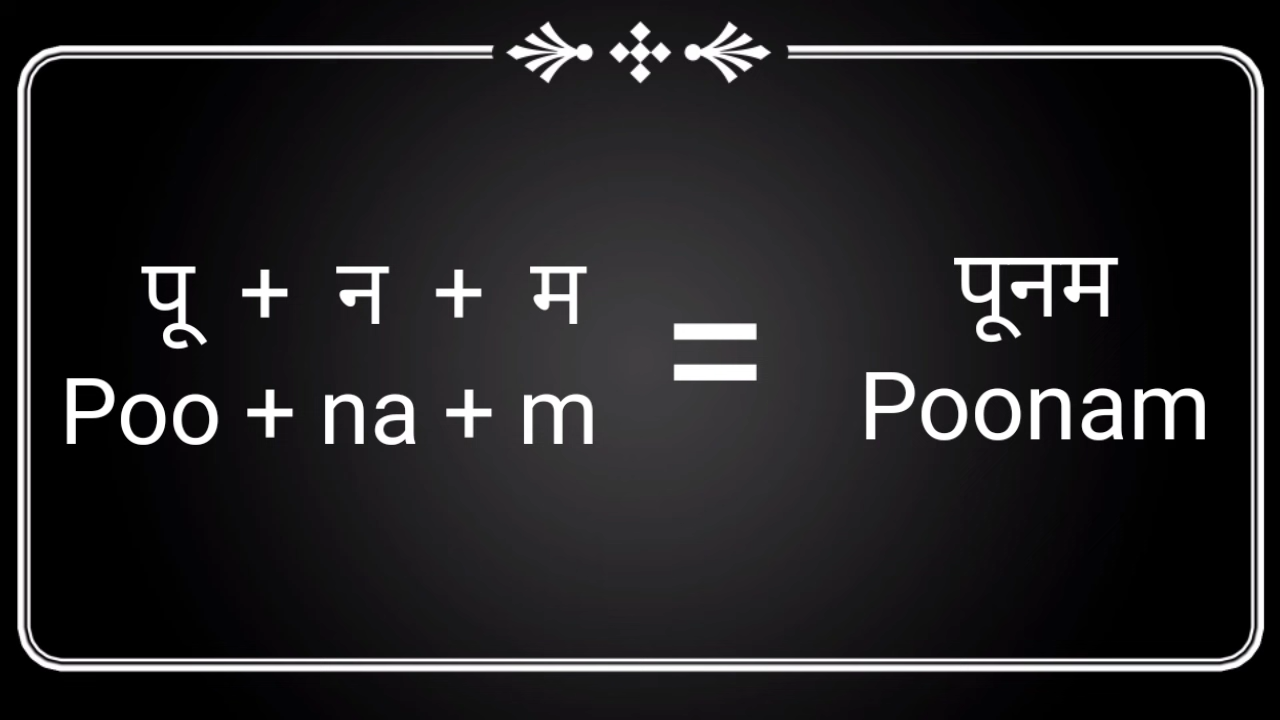 पू + न + म = पूनम
Poo + na + m = Poonam